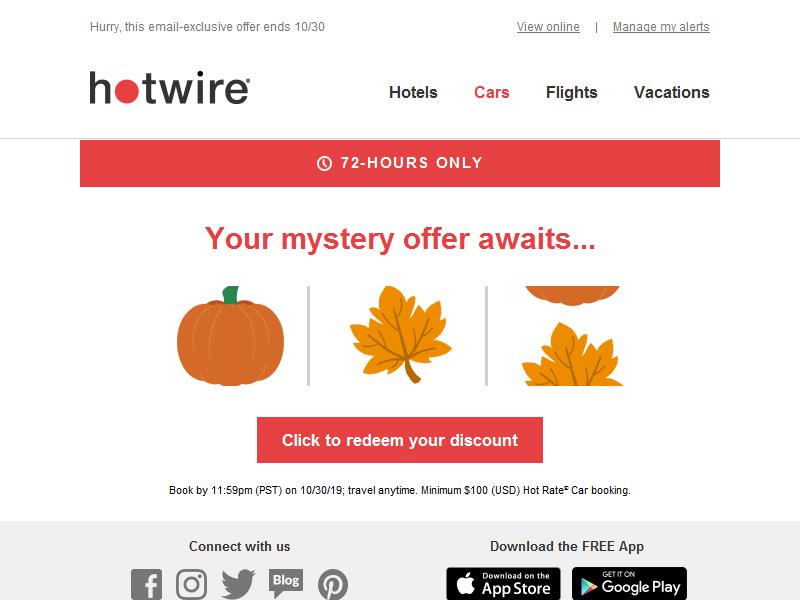 Hurry, this email-exclusive offer ends 10/30
View online | Manage my alerts
hotwire®
Hotels Cars Flights Vacations
72-HOURS ONLY
Your mystery offer awaits...
Click to redeem your discount
Book by 11:59pm (PST) on 10/30/19; travel anytime. Minimum $100 (USD) Hot Rate® Car booking.
Connect with us
Blog
Download the FREE App
Download on the
App Store
GET IT ON
Google Play